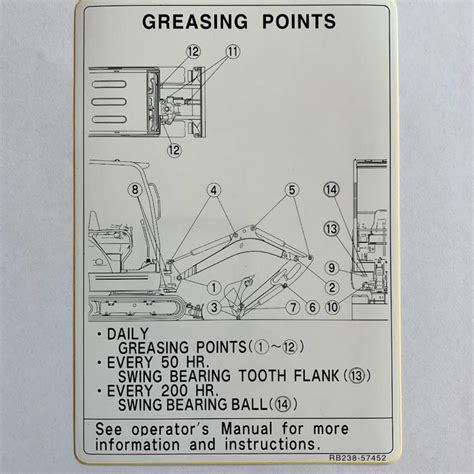 GREASING POINTS
⑫ ⑪
⑫
⑧ ④ ⑤ ⑭
⑬
⑨
① ②
③ ⑦ ⑥ ⑩
· DAILY
GREASING POINTS(①~⑫)
· EVERY 50 HR.
SWING BEARING TOOTH FLANK(⑬)
· EVERY 200 HR.
SWING BEARING BALL(⑭)
See operator's Manual for more
information and instructions.
RB238-57452